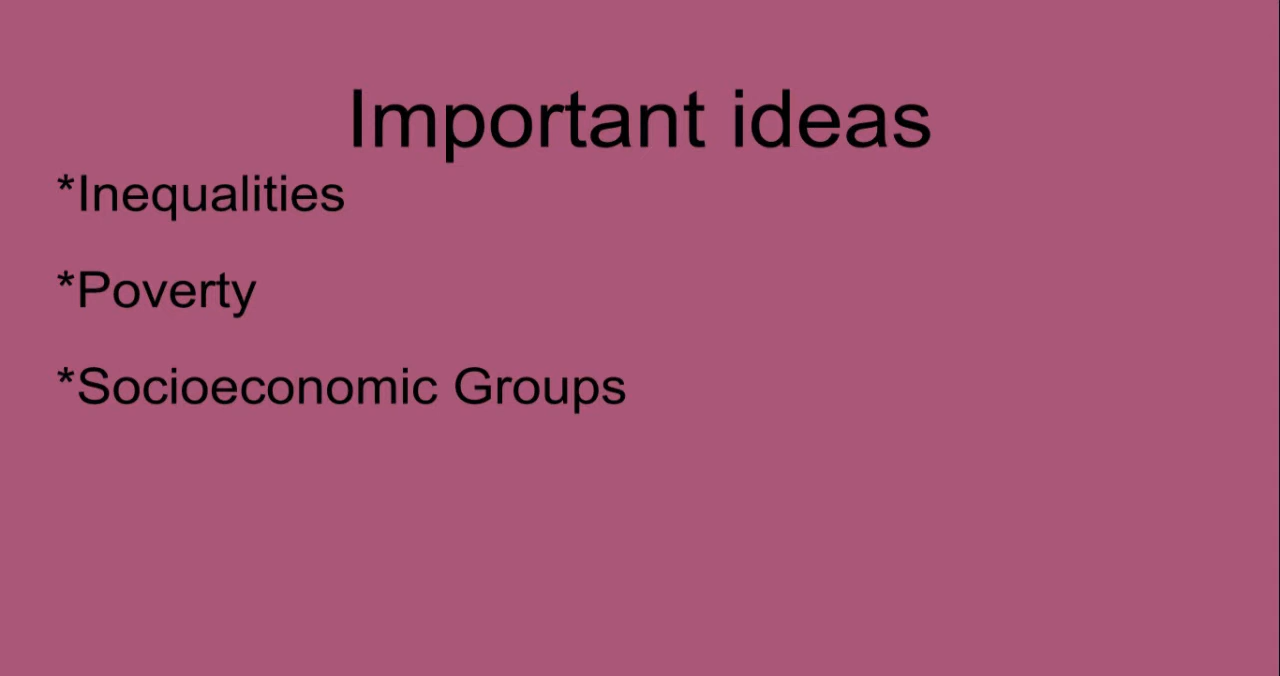 Important ideas
*Inequalities
*Poverty
*Socioeconomic Groups